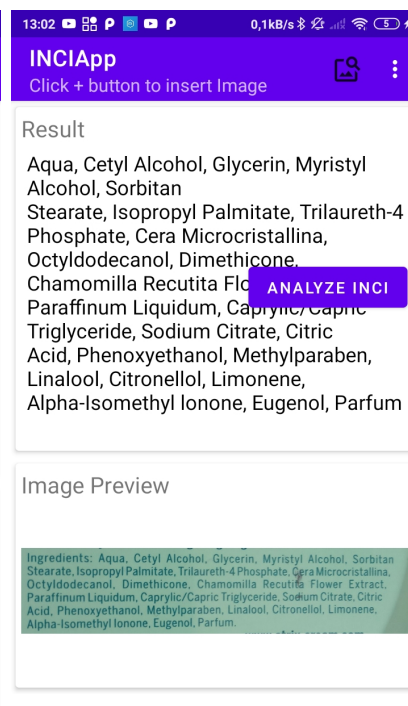 13:02
0,1kB/s
5
INCIApp
Click + button to insert Image
Result
Aqua, Cetyl Alcohol, Glycerin, Myristyl
Alcohol, Sorbitan
Stearate, Isopropyl Palmitate, Trilaureth-4
Phosphate, Cera Microcristallina,
Octyldodecanol, Dimethicone,
Chamomilla Recutita
ANALYZE INCI
Paraffinum Liquidum, Caprylic/Capric
Triglyceride, Sodium Citrate, Citric
Acid, Phenoxyethanol, Methylparaben,
Linalool, Citronellol, Limonene,
Alpha-Isomethyl lonone, Eugenol, Parfum
Image Preview
Ingredients: Aqua, Cetyl Alcohol, Glycerin, Myristyl Alcohol, Sorbitan
Stearate, Isopropyl Palmitate, Trilaureth-4 Phosphate, Cera Microcristallina,
Octyldodecanol, Dimethicone, Chamomilla Recutita Flower Extract,
Paraffinum Liquidum, Caprylic/Capric Triglyceride, Sodium Citrate, Citric
Acid, Phenoxyethanol, Methylparaben, Linalool, Citronellol, Limonene,
Alpha-Isomethyl Ionone, Eugenol, Parfum.